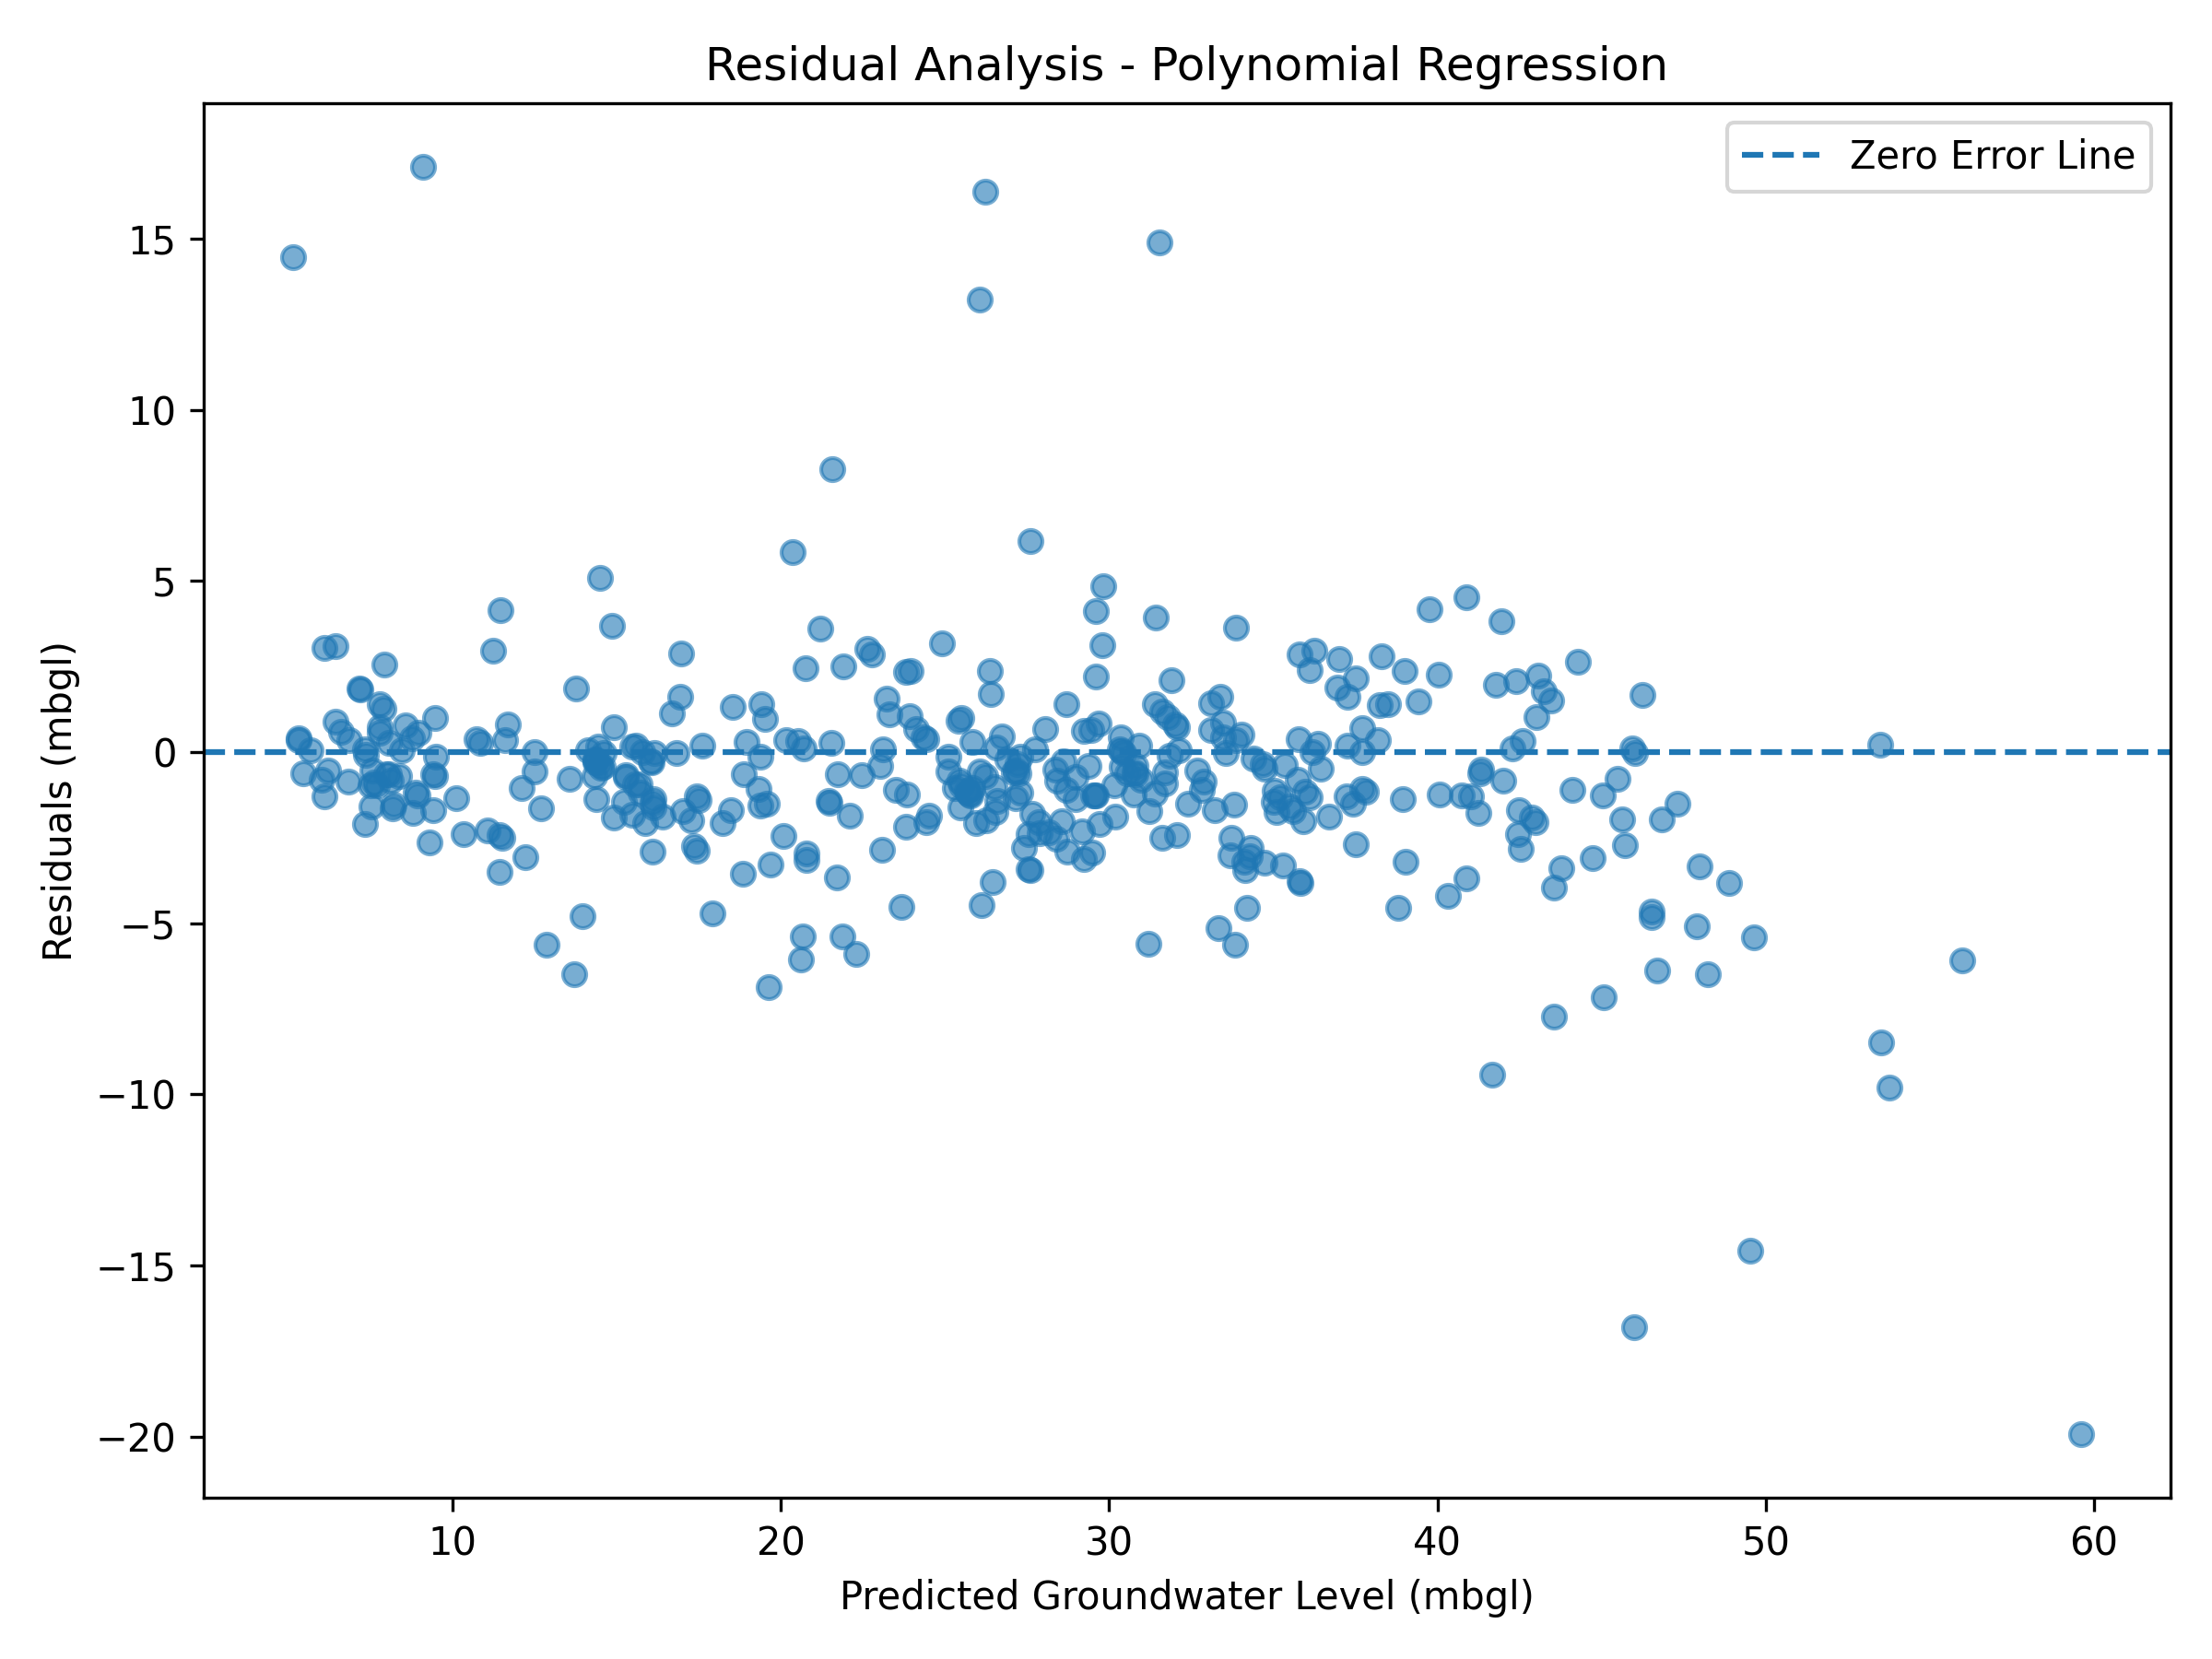 Residual Analysis - Polynomial Regression
Zero Error Line
Residuals (mbgl)
15
10
5
0
−5
−10
−15
−20
10 20 30 40 50 60
Predicted Groundwater Level (mbgl)